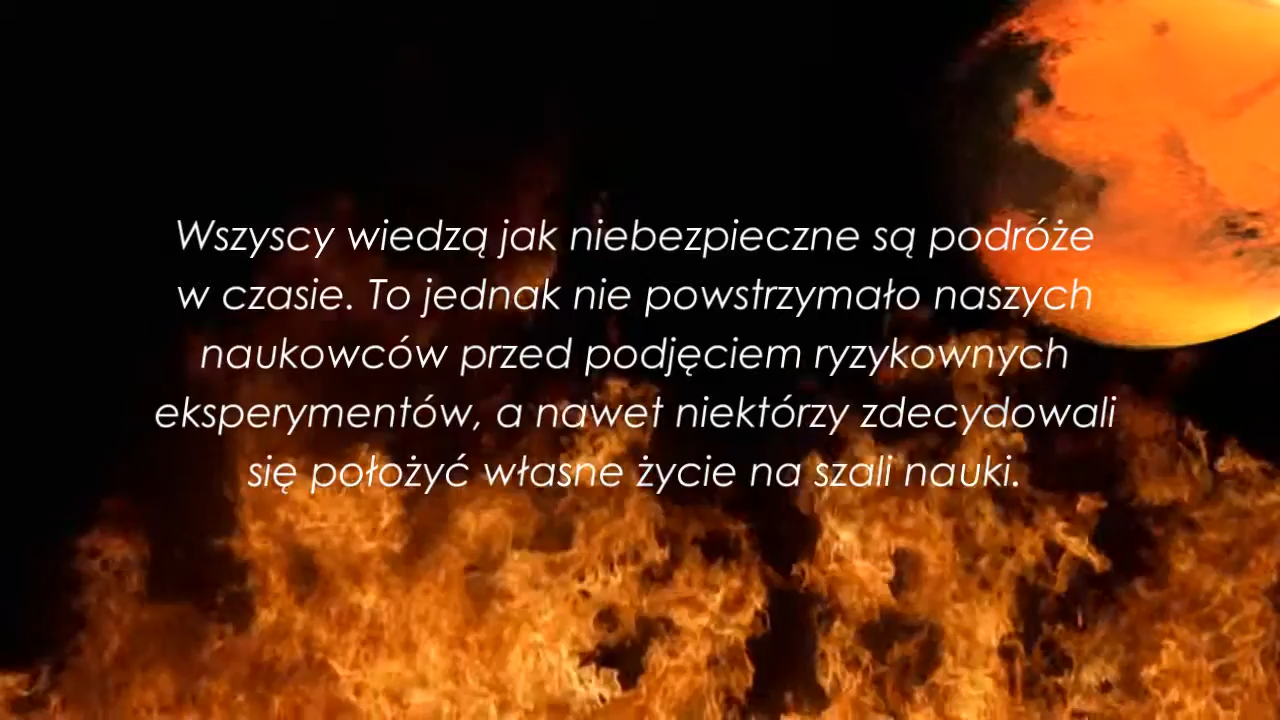 Wszyscy wiedzą jak niebezpieczne są podróże
w czasie. To jednak nie powstrzymało naszych
naukowców przed podjęciem ryzykownych
eksperymentów, a nawet niektórzy zdecydowali
się położyć własne życie na szali nauki.